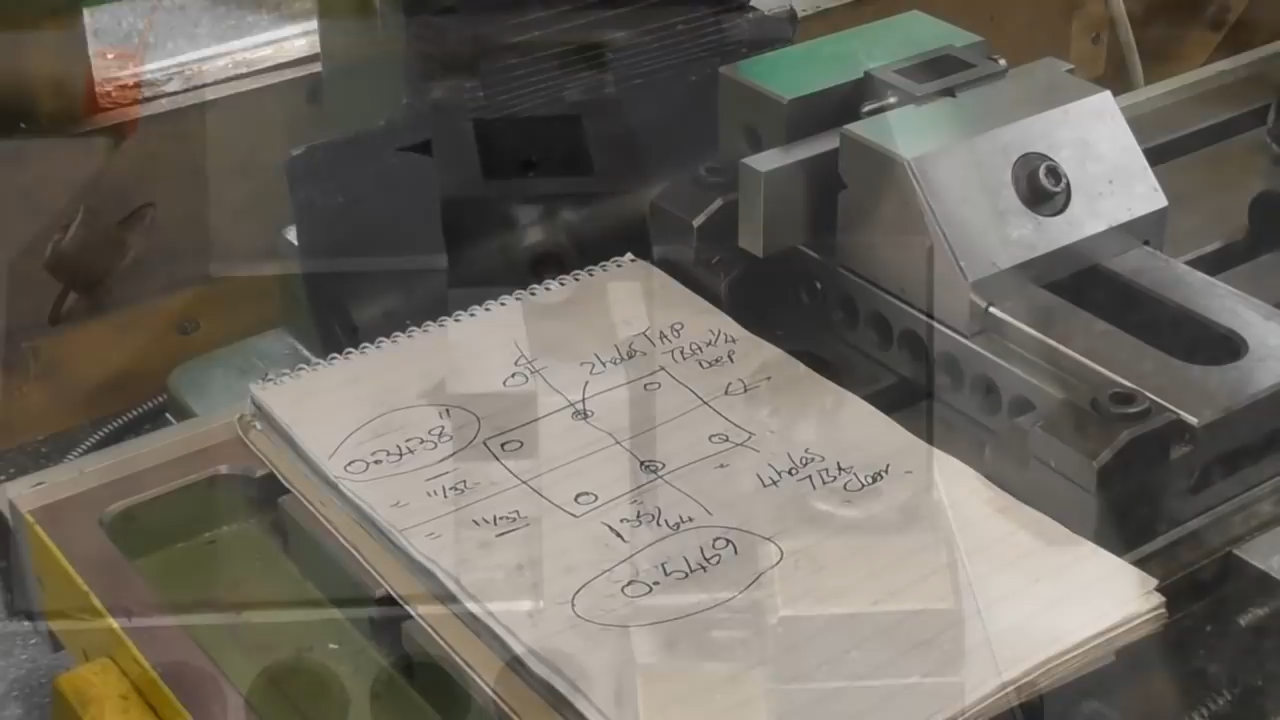 2 holes TAP
7BA x 1/4
Deep
0.3438"
= 11/32
= 11/32
4 holes
7BA
Clear.
35/64
0.5469